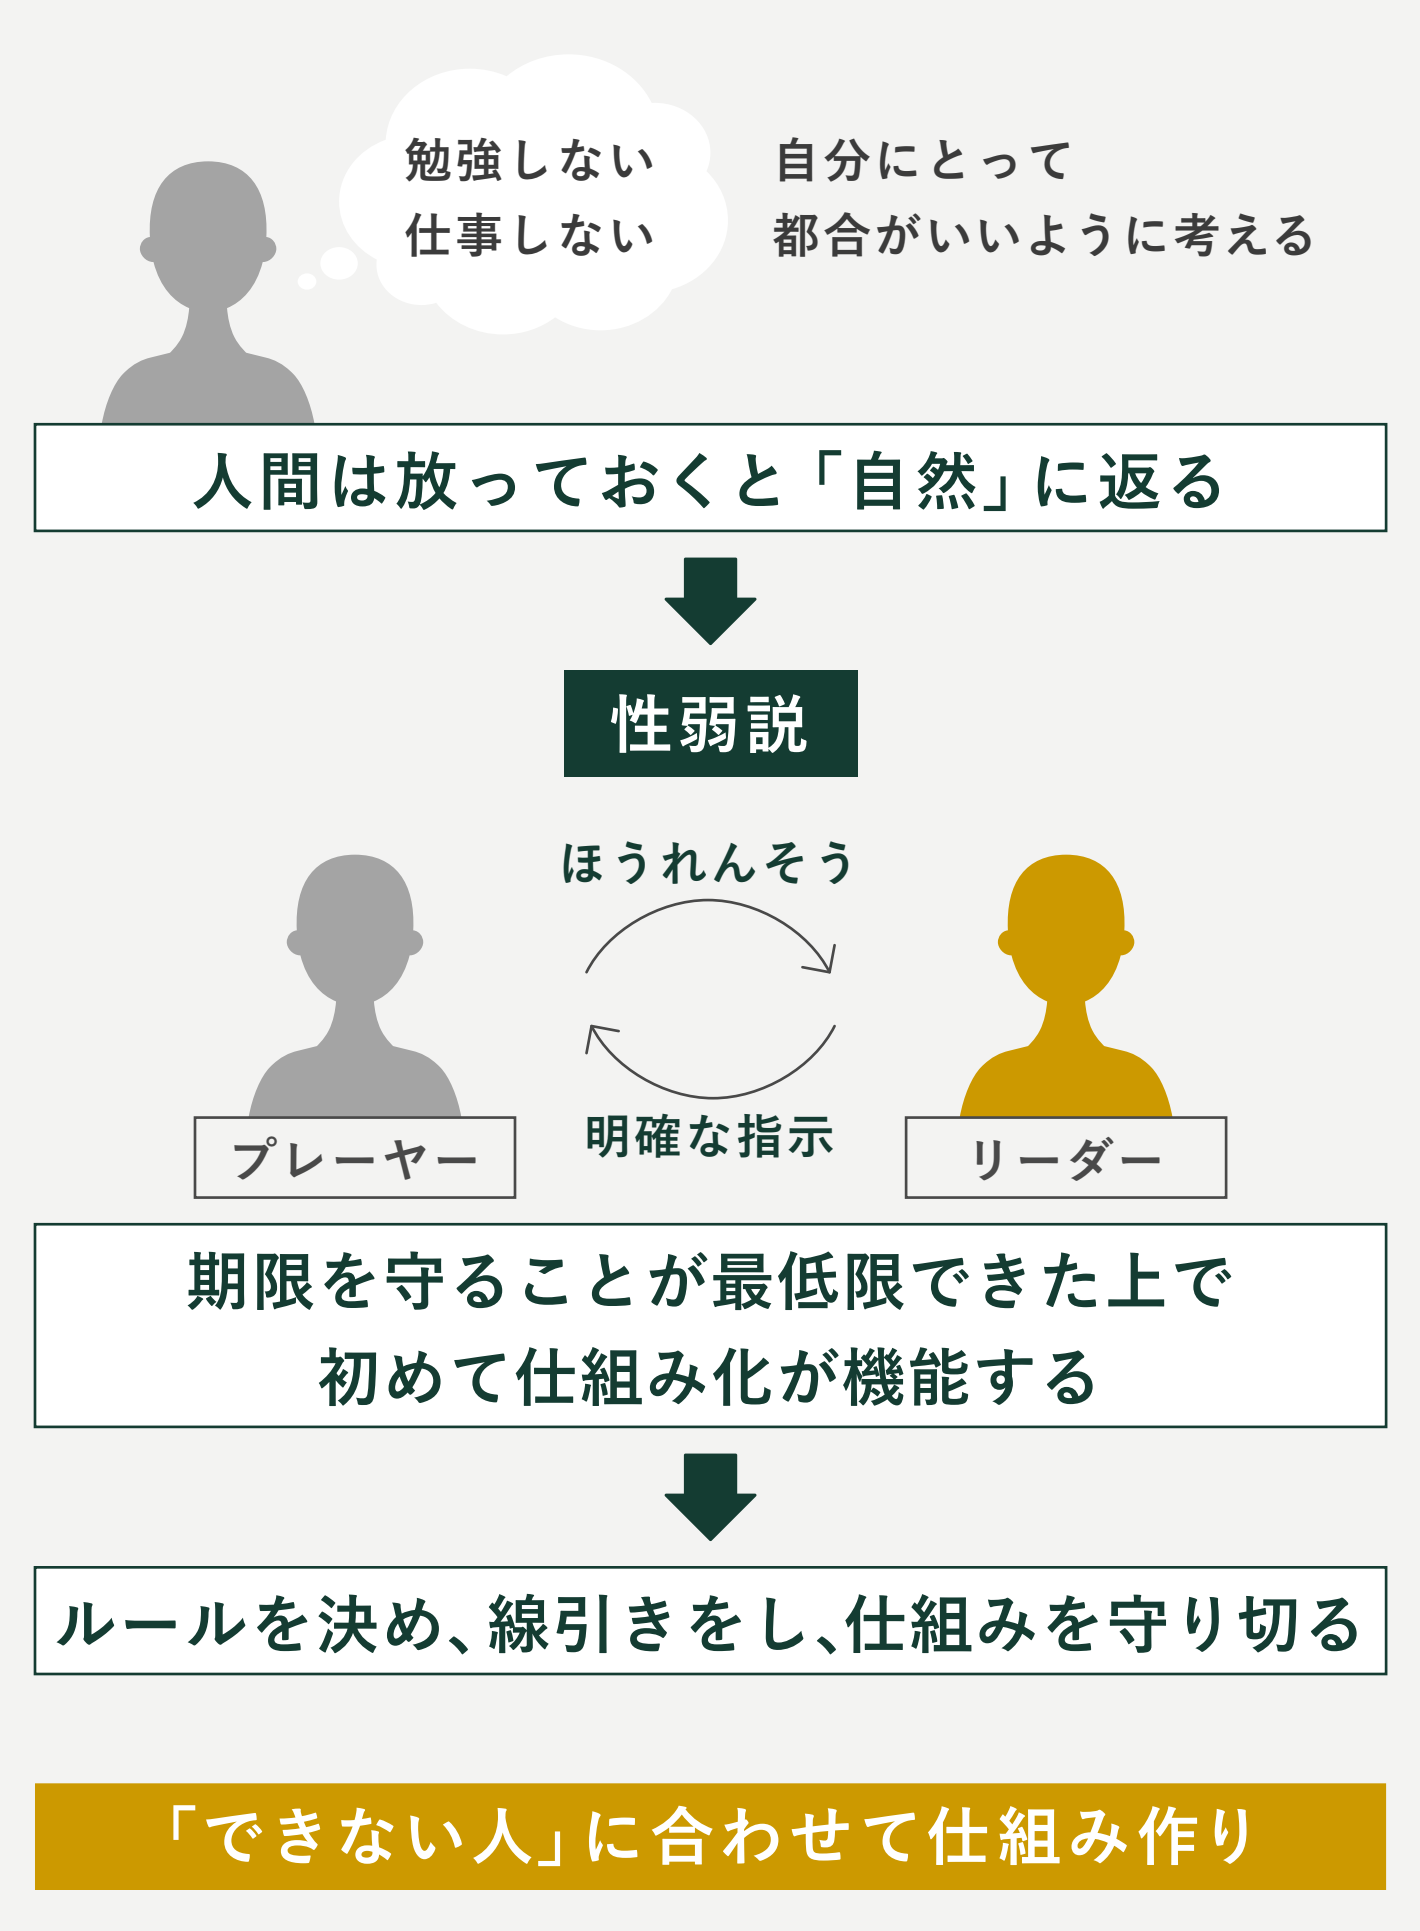 勉強しない
仕事しない
自分にとって
都合がいいように考える
人間は放っておくと「自然」に返る
性弱説
ほうれんそう
明確な指示
プレーヤー
リーダー
期限を守ることが最低限できた上で
初めて仕組み化が機能する
ルールを決め、線引きをし、仕組みを守り切る
「できない人」に合わせて仕組み作り